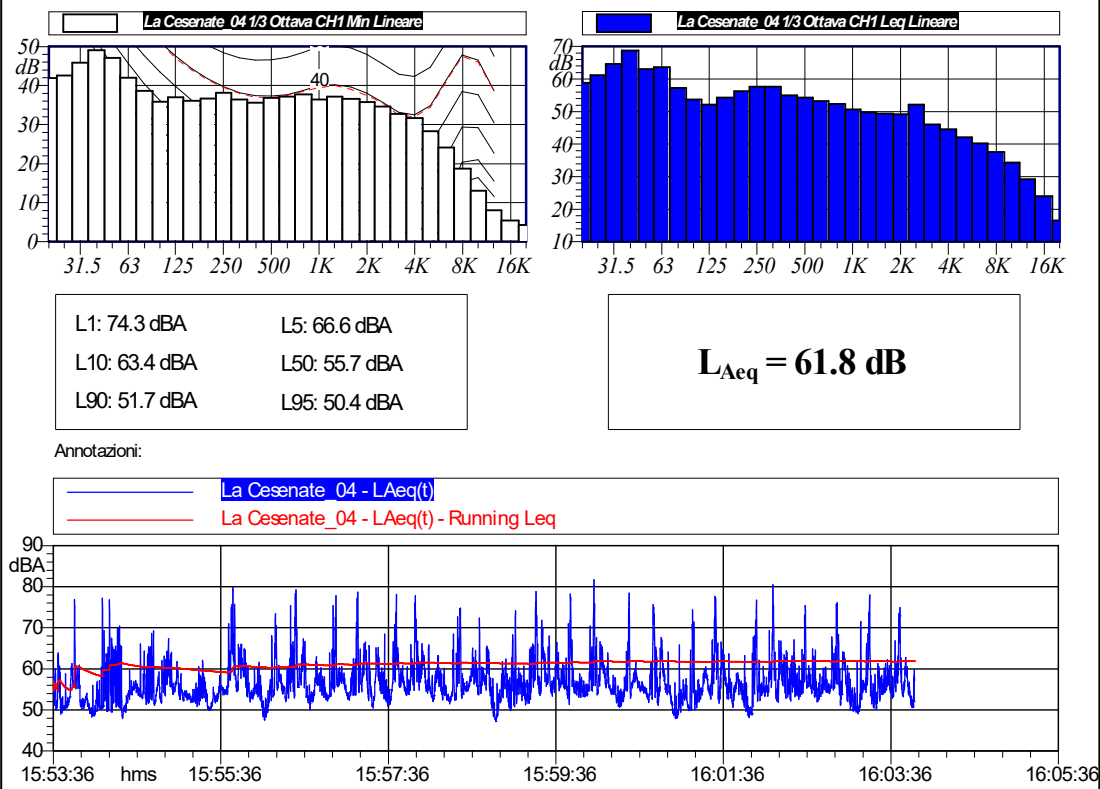 La Cesenate_04 1/3 Ottava CH1 Min Lineare
50
dB
40
30
20
10
0
40
31.5 63 125 250 500 1K 2K 4K 8K 16K
La Cesenate_04 1/3 Ottava CH1 Leq Lineare
70
dB
60
50
40
30
20
10
31.5 63 125 250 500 1K 2K 4K 8K 16K
L1: 74.3 dBA L5: 66.6 dBA
L10: 63.4 dBA L50: 55.7 dBA
L90: 51.7 dBA L95: 50.4 dBA
LAeq = 61.8 dB
Annotazioni:
La Cesenate_04 - LAeq(t)
La Cesenate_04 - LAeq(t) - Running Leq
90
dBA
80
70
60
50
40
15:53:36 hms 15:55:36 15:57:36 15:59:36 16:01:36 16:03:36 16:05:36